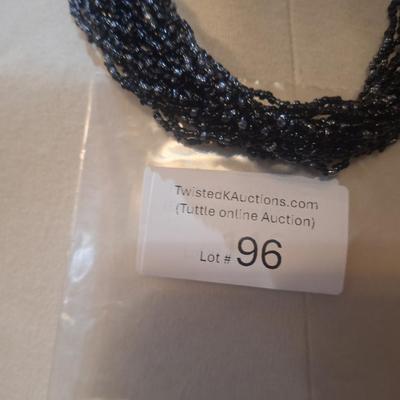 TwistedKAuctions.com
(Tuttle online Auction)
Lot # 96